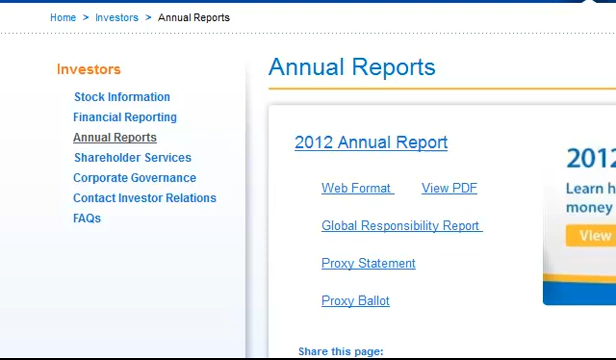 Home > Investors > Annual Reports
Investors
Stock Information
Financial Reporting
Annual Reports
Shareholder Services
Corporate Governance
Contact Investor Relations
FAQs
Annual Reports
2012 Annual Report
Web Format View PDF
Global Responsibility Report
Proxy Statement
Proxy Ballot
Share this page:
2012
Learn h
money
View